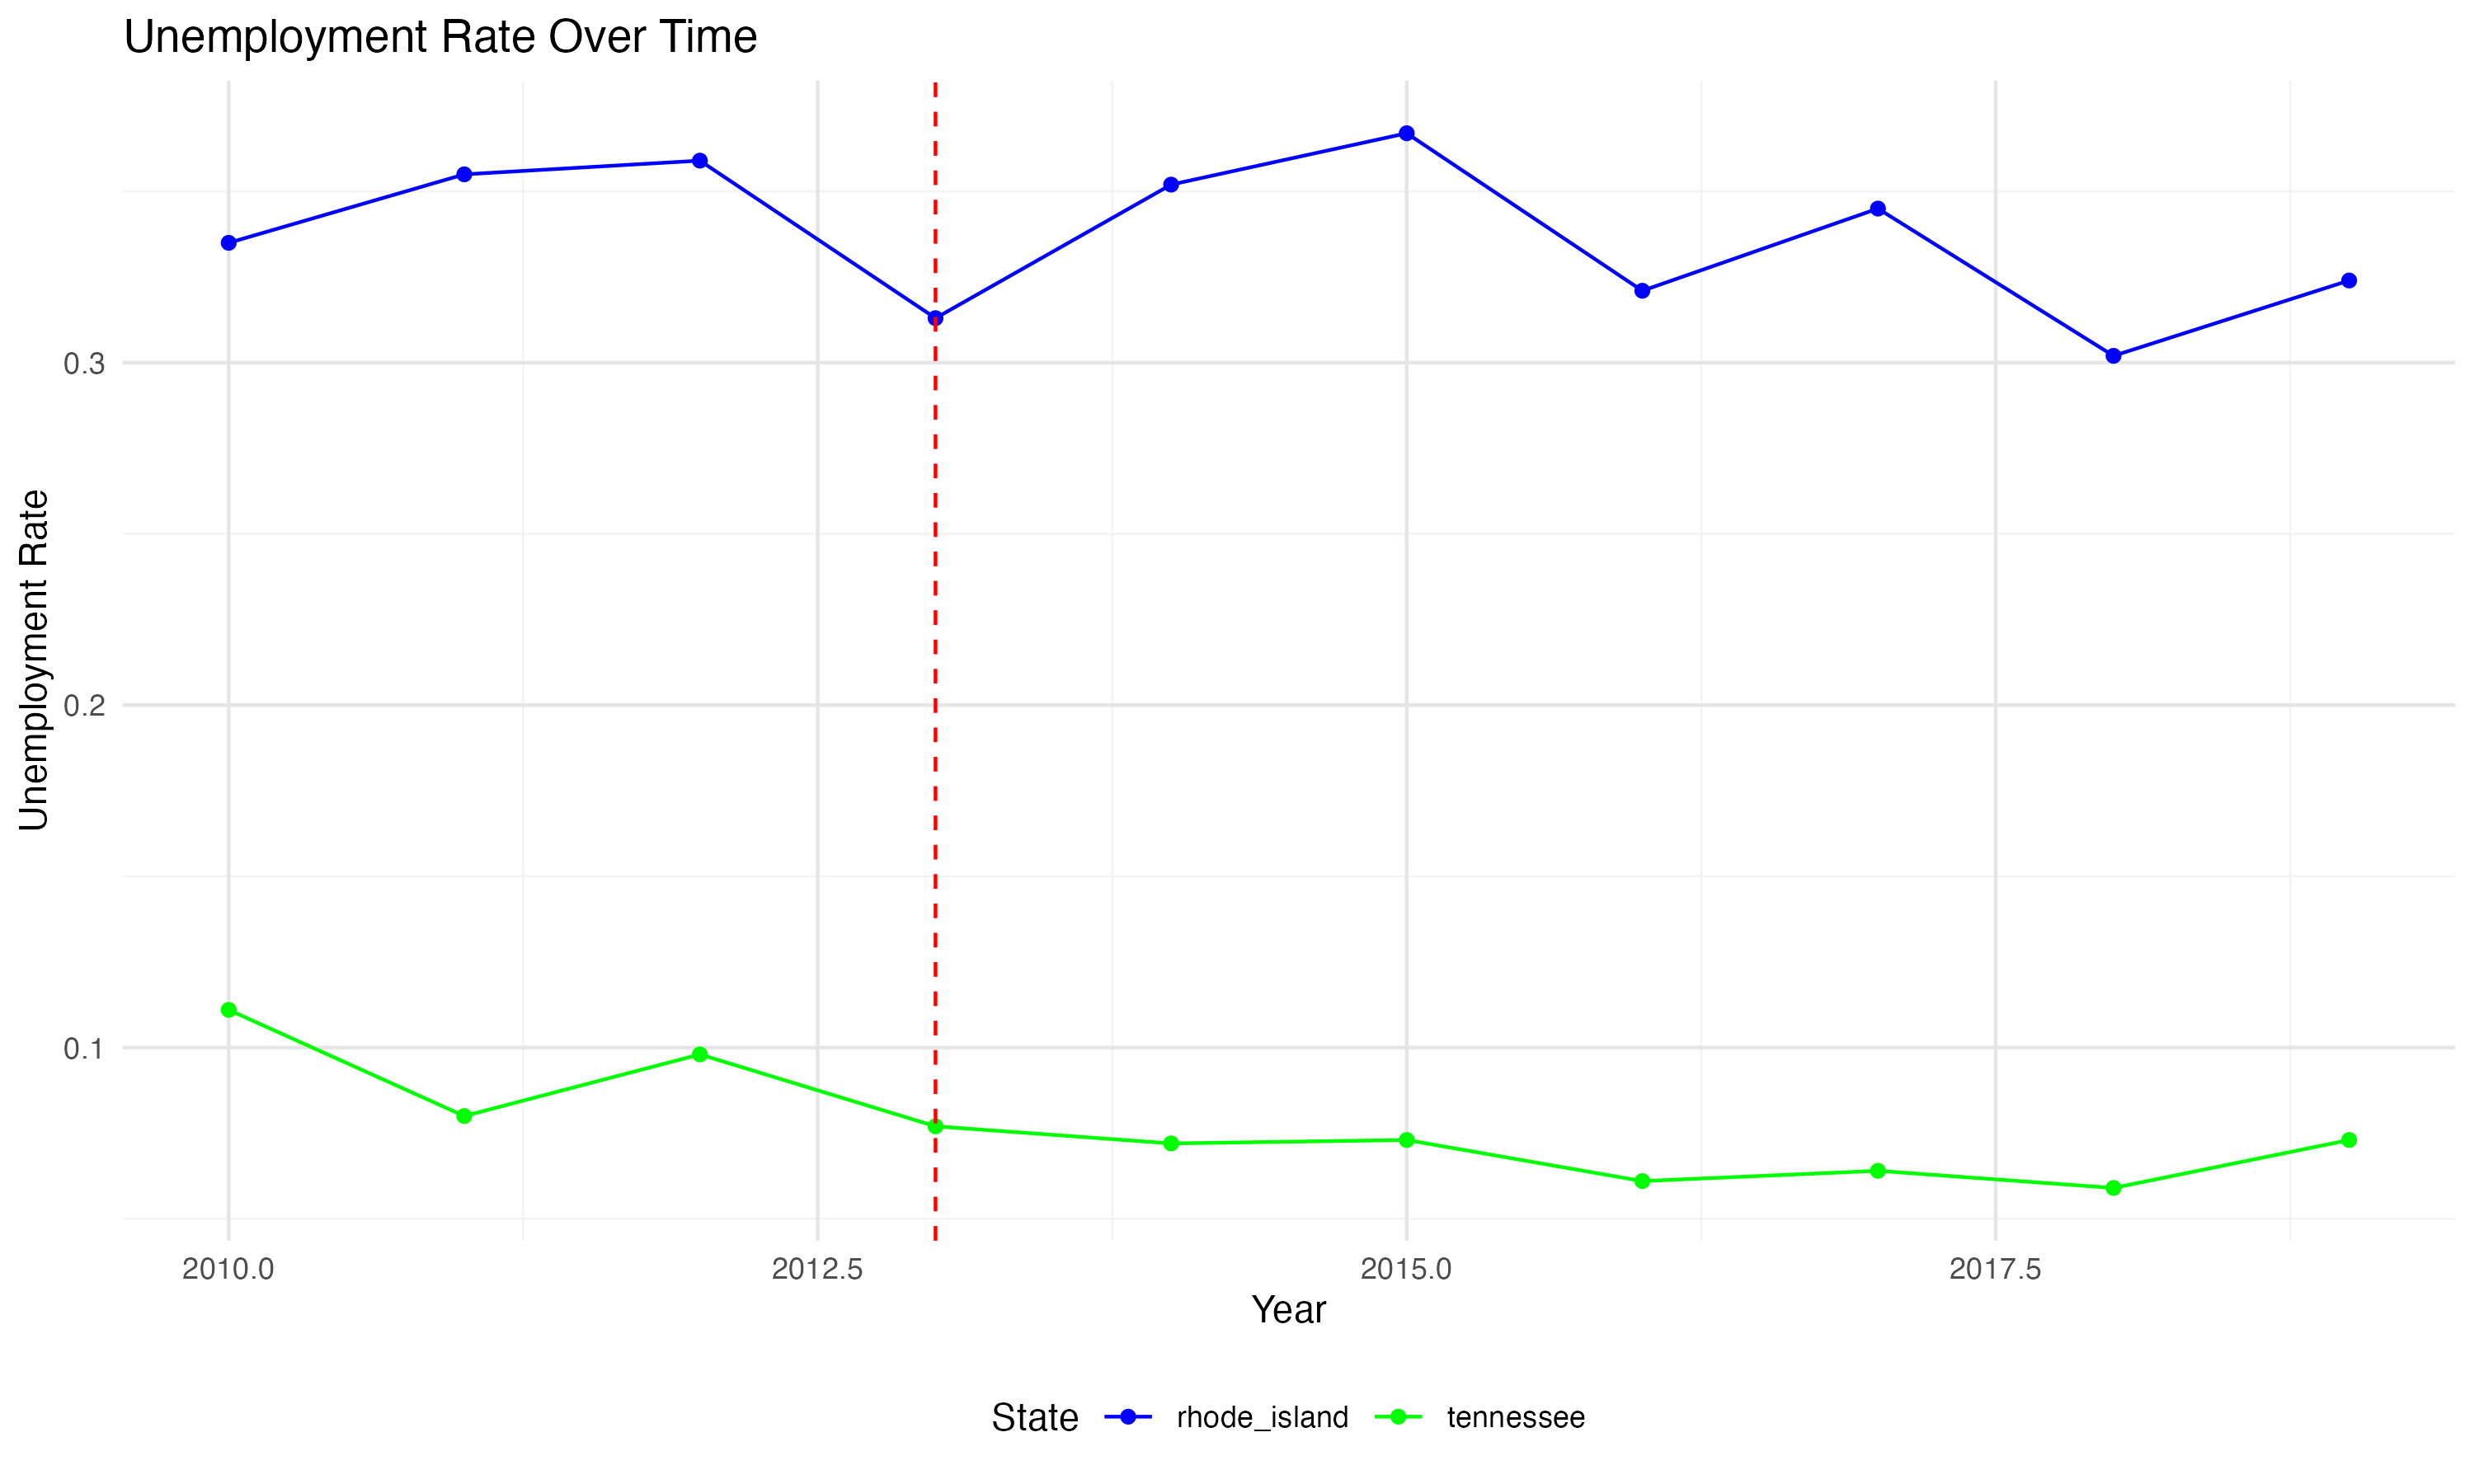 Unemployment Rate Over Time
Unemployment Rate
0.3
0.2
0.1
2010.0 2012.5 2015.0 2017.5
Year
State rhode_island tennessee